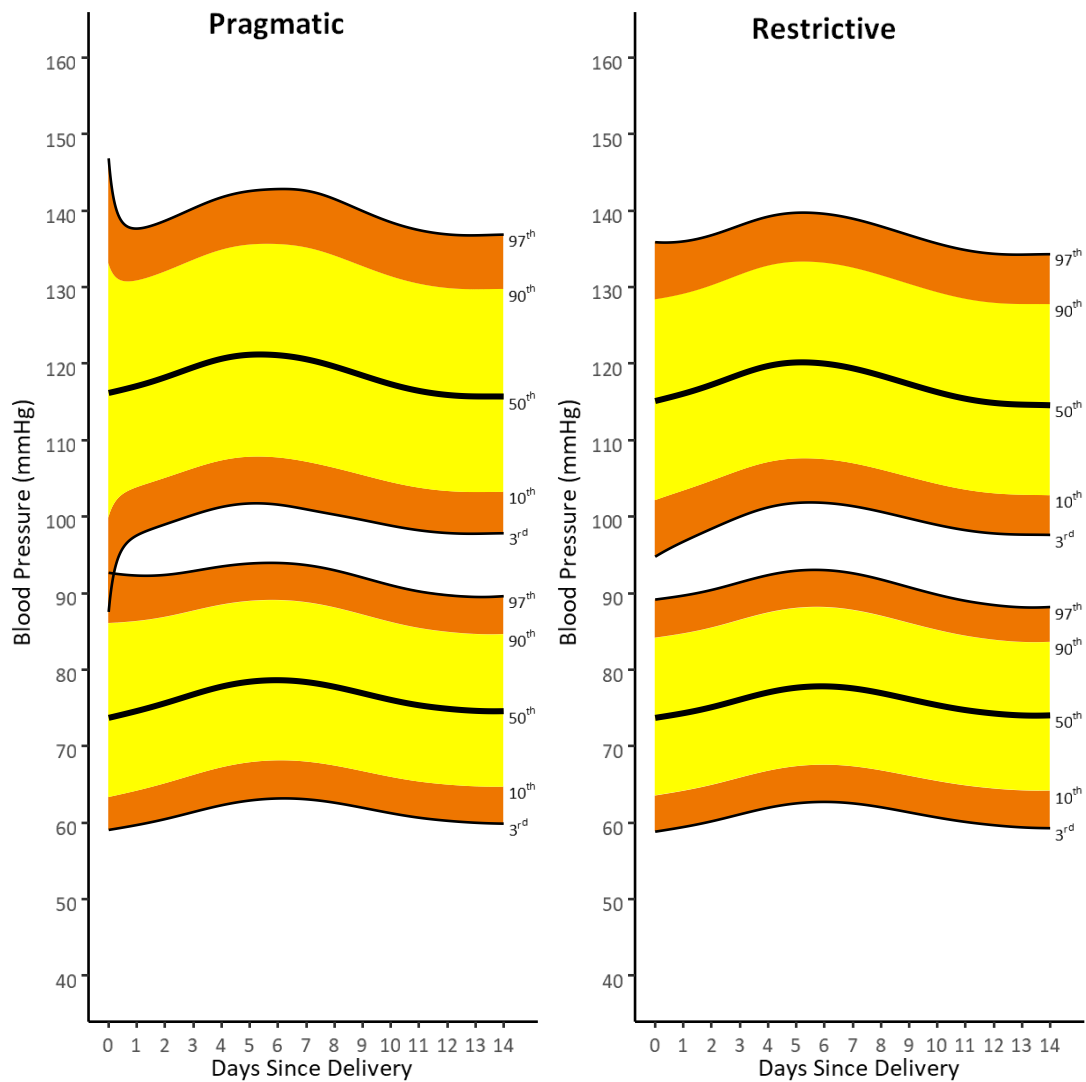 Pragmatic
Blood Pressure (mmHg)
160
150
140
130
120
110
100
90
80
70
60
50
40
97th
90th
50th
10th
3rd
97th
90th
50th
10th
3rd
0 1 2 3 4 5 6 7 8 9 10 11 12 13 14
Days Since Delivery
Restrictive
Blood Pressure (mmHg)
160
150
140
130
120
110
100
90
80
70
60
50
40
97th
90th
50th
10th
3rd
97th
90th
50th
10th
3rd
0 1 2 3 4 5 6 7 8 9 10 11 12 13 14
Days Since Delivery